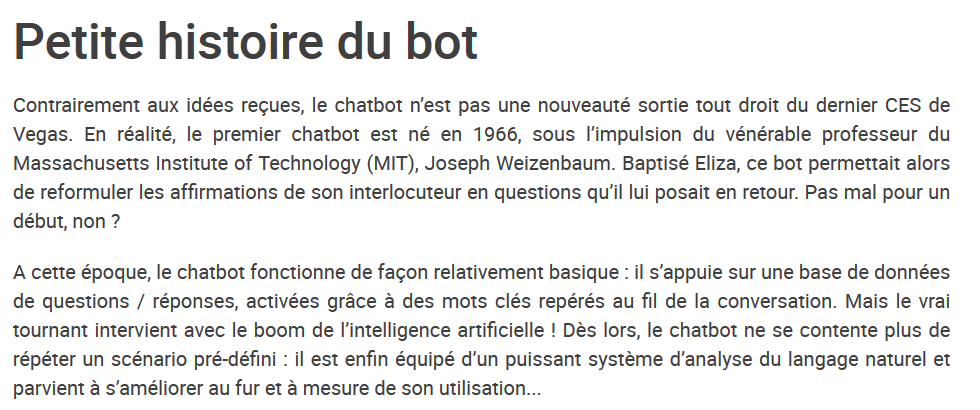 Petite histoire du bot
Contrairement aux idées reçues, le chatbot n’est pas une nouveauté sortie tout droit du dernier CES de
Vegas. En réalité, le premier chatbot est né en 1966, sous l’impulsion du vénérable professeur du
Massachusetts Institute of Technology (MIT), Joseph Weizenbaum. Baptisé Eliza, ce bot permettait alors
de reformuler les affirmations de son interlocuteur en questions qu’il lui posait en retour. Pas mal pour un
début, non ?
A cette époque, le chatbot fonctionne de façon relativement basique : il s’appuie sur une base de données
de questions / réponses, activées grâce à des mots clés repérés au fil de la conversation. Mais le vrai
tournant intervient avec le boom de l’intelligence artificielle ! Dès lors, le chatbot ne se contente plus de
répéter un scénario pré-défini : il est enfin équipé d’un puissant système d’analyse du langage naturel et
parvient à s’améliorer au fur et à mesure de son utilisation...